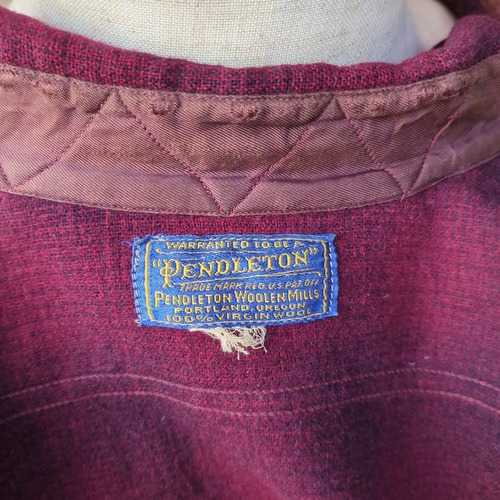 WARRANTED TO BE A
"PENDLETON"
TRADE MARK REG. U.S. PAT. OFF.
PENDLETON WOOLEN MILLS
PORTLAND, OREGON
100% VIRGIN WOOL